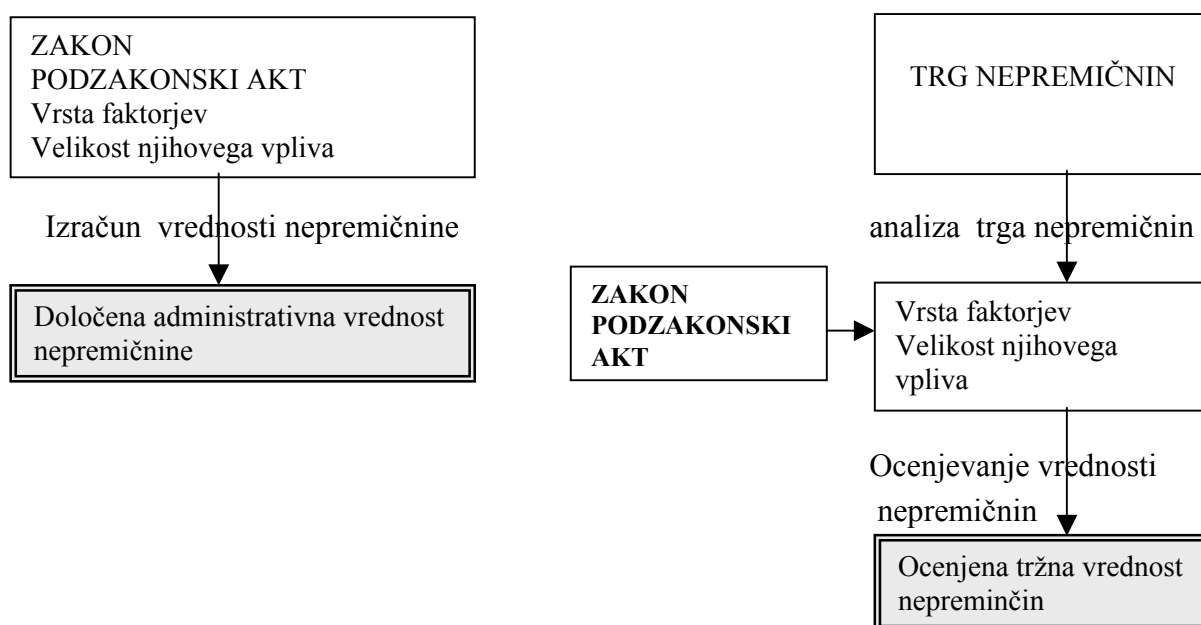 ZAKON
PODZAKONSKI AKT
Vrsta faktorjev
Velikost njihovega vpliva
Izračun vrednosti nepremičnine
Določena administrativna vrednost
nepremičnine
TRG NEPREMIČNIN
analiza trga nepremičnin
ZAKON
PODZAKONSKI
AKT
Vrsta faktorjev
Velikost njihovega
vpliva
Ocenjevanje vrednosti
nepremičnin
Ocenjena tržna vrednost
nepreminčin